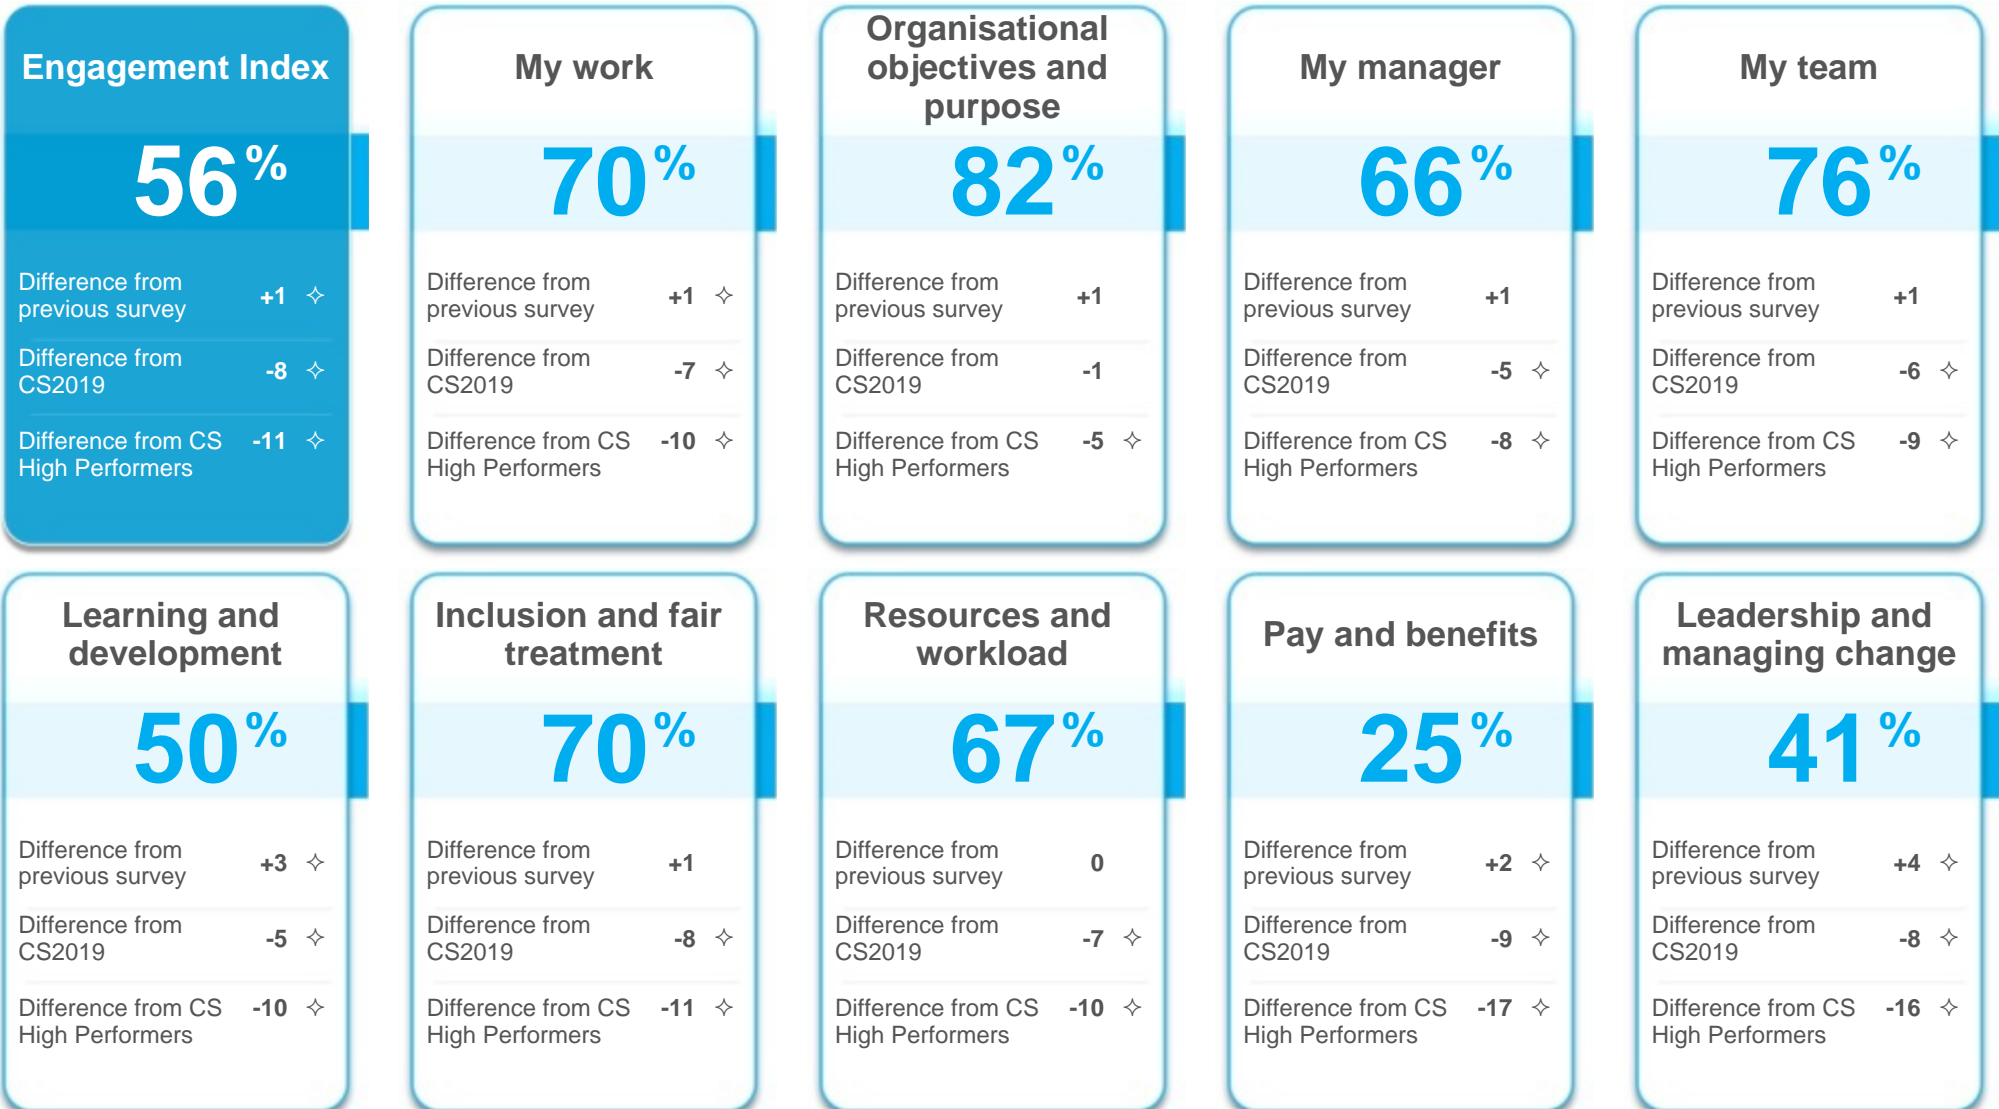 Engagement Index
56%
Difference from
previous survey
+1 ✧
Difference from
CS2019
-8 ✧
Difference from CS
High Performers
-11 ✧
My work
70%
Difference from
previous survey
+1 ✧
Difference from
CS2019
-7 ✧
Difference from CS
High Performers
-10 ✧
Organisational
objectives and
purpose
82%
Difference from
previous survey
+1
Difference from
CS2019
-1
Difference from CS
High Performers
-5 ✧
My manager
66%
Difference from
previous survey
+1
Difference from
CS2019
-5 ✧
Difference from CS
High Performers
-8 ✧
My team
76%
Difference from
previous survey
+1
Difference from
CS2019
-6 ✧
Difference from CS
High Performers
-9 ✧
Learning and
development
50%
Difference from
previous survey
+3 ✧
Difference from
CS2019
-5 ✧
Difference from CS
High Performers
-10 ✧
Inclusion and fair
treatment
70%
Difference from
previous survey
+1
Difference from
CS2019
-8 ✧
Difference from CS
High Performers
-11 ✧
Resources and
workload
67%
Difference from
previous survey
0
Difference from
CS2019
-7 ✧
Difference from CS
High Performers
-10 ✧
Pay and benefits
25%
Difference from
previous survey
+2 ✧
Difference from
CS2019
-9 ✧
Difference from CS
High Performers
-17 ✧
Leadership and
managing change
41%
Difference from
previous survey
+4 ✧
Difference from
CS2019
-8 ✧
Difference from CS
High Performers
-16 ✧